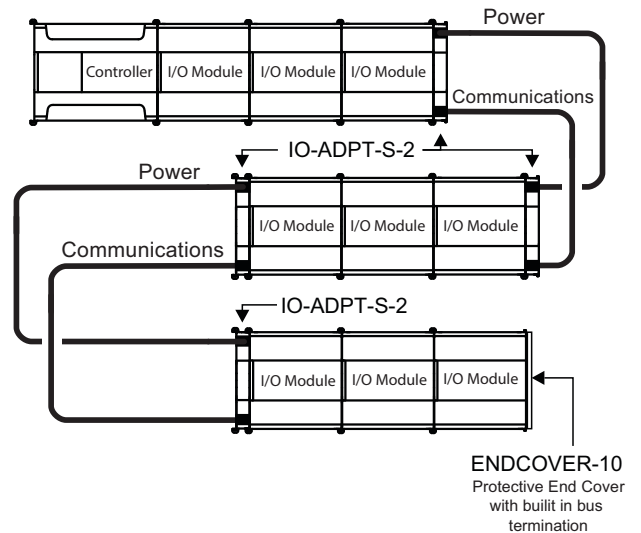 Power
Controller I/O Module I/O Module I/O Module
Communications
IO-ADPT-S-2
Power
I/O Module I/O Module I/O Module
Communications
IO-ADPT-S-2
I/O Module I/O Module I/O Module
ENDCOVER-10
Protective End Cover
with builit in bus
termination